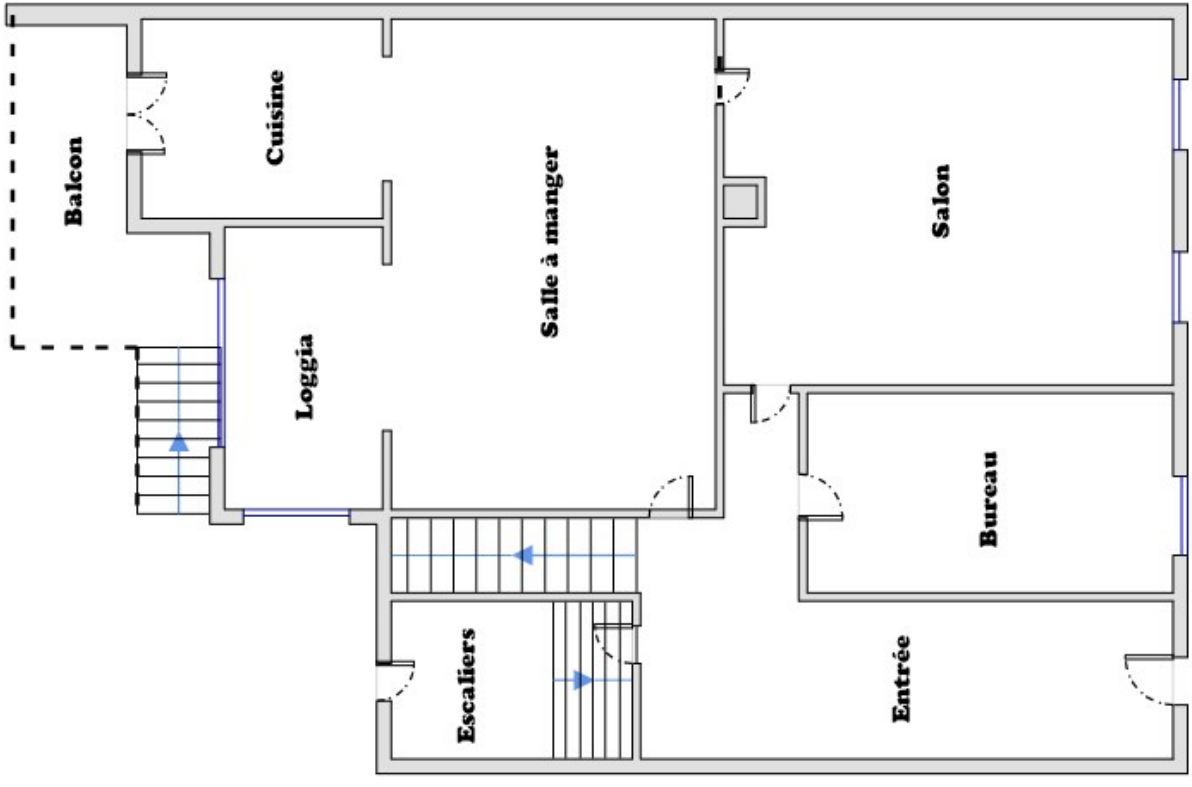 Balcon
Cuisine
Salle à manger
Salon
Loggia
Bureau
Escaliers
Entrée